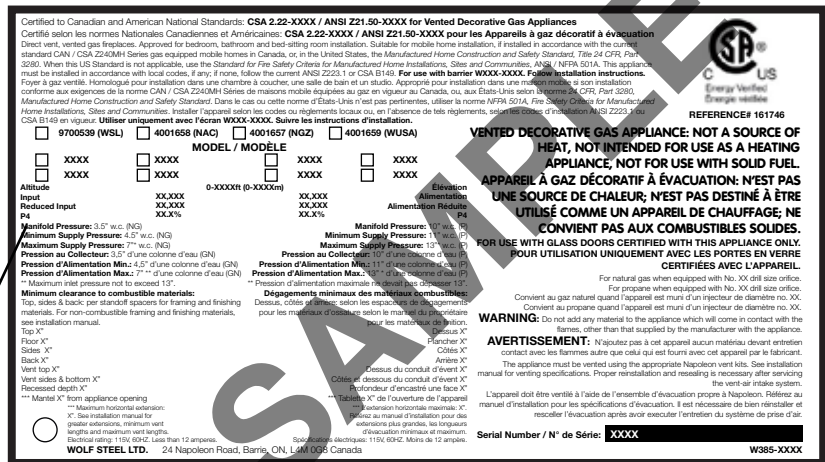 Certified to Canadian and American National Standards: CSA 2.22-XXXX / ANSI Z21.50-XXXX for Vented Decorative Gas Appliances
Certifié selon les normes Nationales Canadiennes et Américaines: CSA 2.22-XXXX / ANSI Z21.50-XXXX pour les Appareils à gaz décoratif à évacuation
Direct vent, vented gas fireplaces. Approved for bedroom, bathroom and bed-sitting room installation. Suitable for mobile home installation, if installed in accordance with the current
standard CAN / CSA Z240MH Series gas equipped mobile homes in Canada, or, in the United States, the Manufactured Home Construction and Safety Standard, Title 24 CFR, Part
3280. When this US Standard is not applicable, use the Standard for Fire Safety Criteria for Manufactured Home Installations, Sites and Communities, ANSI / NFPA 501A. This appliance
must be installed in accordance with local codes, if any; if none, follow the current ANSI Z223.1 or CSA B149. For use with barrier WXXX-XXXX. Follow installation instructions.
Foyer à gaz ventilé. Homologué pour installation dans une chambre à coucher, une salle de bain et un studio. Approprié pour installation dans une maison mobile si son installation
conforme aux exigences de la norme CAN / CSA Z240MH Séries de maisons mobile équipées au gaz en vigueur au Canada, ou, aux États-Unis, selon la norme 24 CFR, Part 3280,
Manufactured Home Construction and Safety Standard. Dans le cas ou cette norme d'États-Unis n'est pas pertinentes, utilizer la norme NFPA 501A, Fire Safety Criteria for Manufactured
Home Installations, Sites and Communities. Installer l'appareil selon les codes ou règlements locaux ou, en l'absence de tels règlements, selon les codes d'installation ANSI Z223.1 ou
CSA B149 en vigueur. Utiliser uniquement avec l'écran WXXX-XXXX. Suivre les instructions d'installation.
9700539 (WSL) 4001658 (NAC) 4001657 (NGZ) 4001659 (WUSA)
MODEL / MODÈLE
XXXX XXXX XXXX XXXX
XXXX XXXX XXXX XXXX
Altitude 0-XXXXft (0-XXXXm) Élévation
Input XX,XXX XX,XXX Alimentation
Reduced Input XX,XXX XX,XXX Alimentation Réduite
P4 XX.X% XX.X% P4
Manifold Pressure: 3.5" w.c. (NG) Manifold Pressure: 10" w.c. (P)
Minimum Supply Pressure: 4.5" w.c. (NG) Minimum Supply Pressure: 11" w.c. (P)
Maximum Supply Pressure: 7"* w.c. (NG) Maximum Supply Pressure: 13"* w.c. (P)
Pression au Collecteur: 3,5" d'une colonne d'eau (GN) Pression au Collecteur: 10" d'une colonne d'eau (P)
Pression d'Alimentation Min.: 4,5" d'une colonne d'eau (GN) Pression d'Alimentation Min.: 11" d'une colonne d'eau (P)
Pression d'Alimentation Max.: 7" ** d'une colonne d'eau (GN) Pression d'Alimentation Max.: 13" * d'une colonne d'eau (P)
** Maximum inlet pressure not to exceed 13". ** Pression d'alimentation maximale ne devait pas dépasser 13".
Minimum clearance to combustible materials: Dégagements minimaux des matériaux combustibles:
Top, sides & back: per standoff spacers for framing and finishing Dessus, côtés et arrière: selon les espaceurs de dégagements
materials. For non-combustible framing and finishing materials, pour les matériaux d'ossature selon le manuel du propriétaire
see installation manual. pour les matériaux de finition.
Top X" Dessus X"
Floor X" Plancher X"
Sides X" Côtés X"
Back X" Arrière X"
Vent top X" Dessus du conduit d'évent X"
Vent sides & bottom X" Côtés et dessous du conduit d'évent X"
Recessed depth X" Profondeur d'encastré une face X"
*** Mantel X" from appliance opening *** Tablette X" de l'ouverture de l'appareil
*** Maximum horizontal extension: *** L'extension horizontale maximale: X".
X". See installation manual for Référez au manuel d'installation pour des
greater extensions, minimum vent extensions plus grandes, les longueurs
lengths and maximum vent lengths. d'évacuation minimales et maximum.
Electrical rating: 115V, 60HZ. Less than 12 amperes. Spécifications électriques: 115V, 60HZ. Moins de 12 ampère.
WOLF STEEL LTD. 24 Napoleon Road, Barrie, ON, L4M 0G8 Canada
SAMPLE
CSA
®
C US
Energy Verified
Énergie vérifiée
REFERENCE# 161746
VENTED DECORATIVE GAS APPLIANCE: NOT A SOURCE OF
HEAT, NOT INTENDED FOR USE AS A HEATING
APPLIANCE, NOT FOR USE WITH SOLID FUEL.
APPAREIL À GAZ DÉCORATIF À ÉVACUATION: N'EST PAS
UNE SOURCE DE CHALEUR; N'EST PAS DESTINÉ À ÈTRE
UTILISÉ COMME UN APPAREIL DE CHAUFFAGE; NE
CONVIENT PAS AUX COMBUSTIBLES SOLIDES.
FOR USE WITH GLASS DOORS CERTIFIED WITH THIS APPLIANCE ONLY.
POUR UTILISATION UNIQUEMENT AVEC LES PORTES EN VERRE
CERTIFIÉES AVEC L'APPAREIL.
For natural gas when equipped with No. XX drill size orifice.
For propane when equipped with No. XX drill size orifice.
Convient au gaz naturel quand l'appareil est muni d'un injecteur de diamètre no. XX.
Convient au propane quand l'appareil est muni d'un injecteur de diamètre no. XX.
WARNING: Do not add any material to the appliance which will come in contact with the
flames, other than that supplied by the manufacturer with the appliance.
AVERTISSEMENT: N'ajoutez pas à cet appareil aucun matériau devant entretien
contact avec les flammes autre que celui qui est fourni avec cet appareil par le fabricant.
The appliance must be vented using the appropriate Napoleon vent kits. See installation
manual for venting specifications. Proper reinstallation and resealing is necessary after servicing
the vent-air intake system.
L'appareil doit être ventilé à l'aide de l'ensemble d'évacuation propre à Napoleon. Référez au
manuel d'installation pour les spécifications d'évacuation. Il est nécessaire de bien réinstaller et
resceller l'évacuation après avoir executer l'entretien du système de prise d'air.
Serial Number / N° de Série: XXXX
W385-XXXX